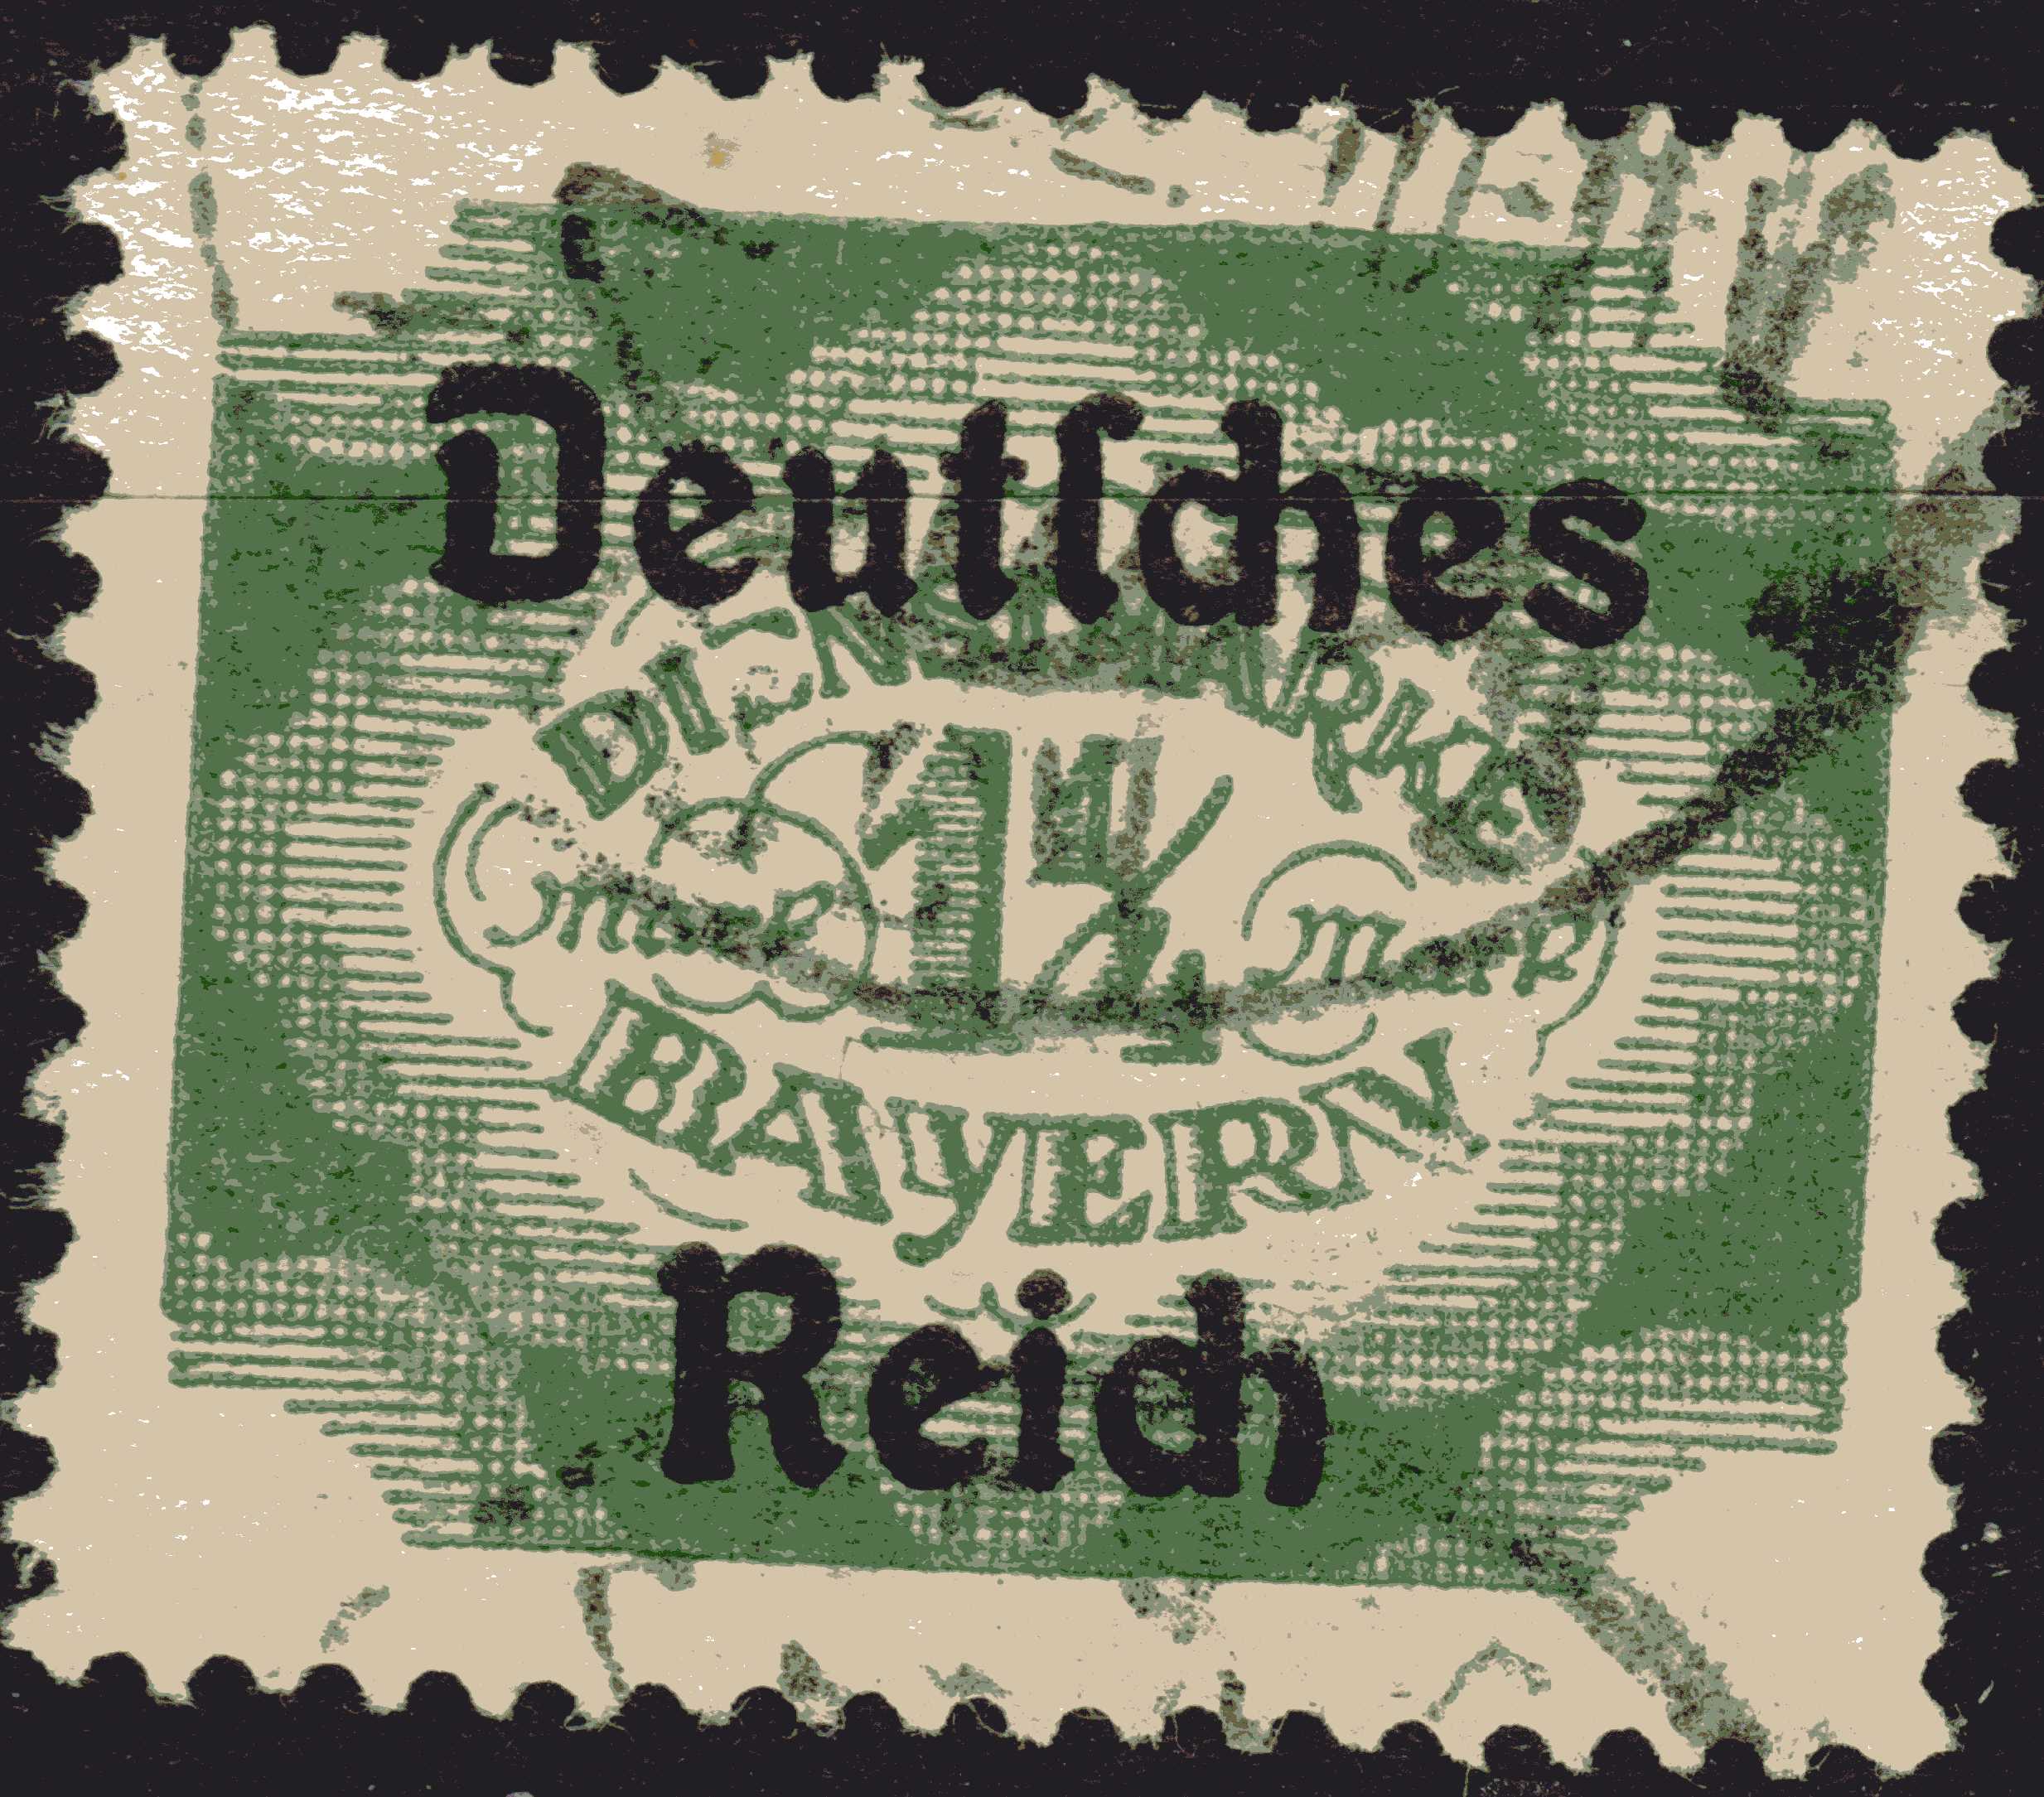 Deutſches
DIENSTMARKE
Mark 1¼ Mark
BAYERN
Reich